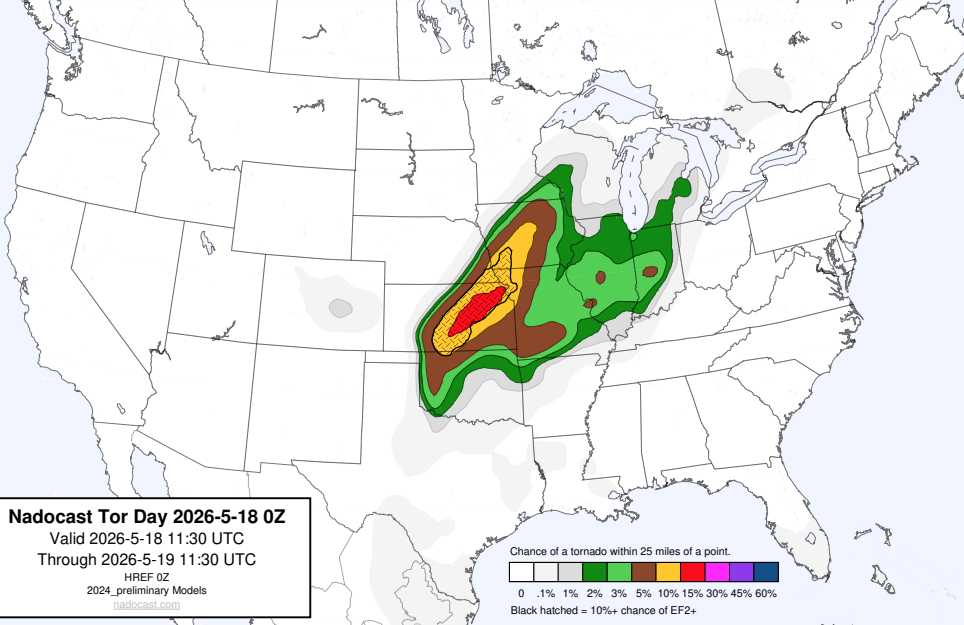 Nadocast Tor Day 2026-5-18 0Z
Valid 2026-5-18 11:30 UTC
Through 2026-5-19 11:30 UTC
HREF 0Z
2024_preliminary Models
nadocast.com
Chance of a tornado within 25 miles of a point.
0 .1% 1% 2% 3% 5% 10% 15% 30% 45% 60%
Black hatched = 10%+ chance of EF2+